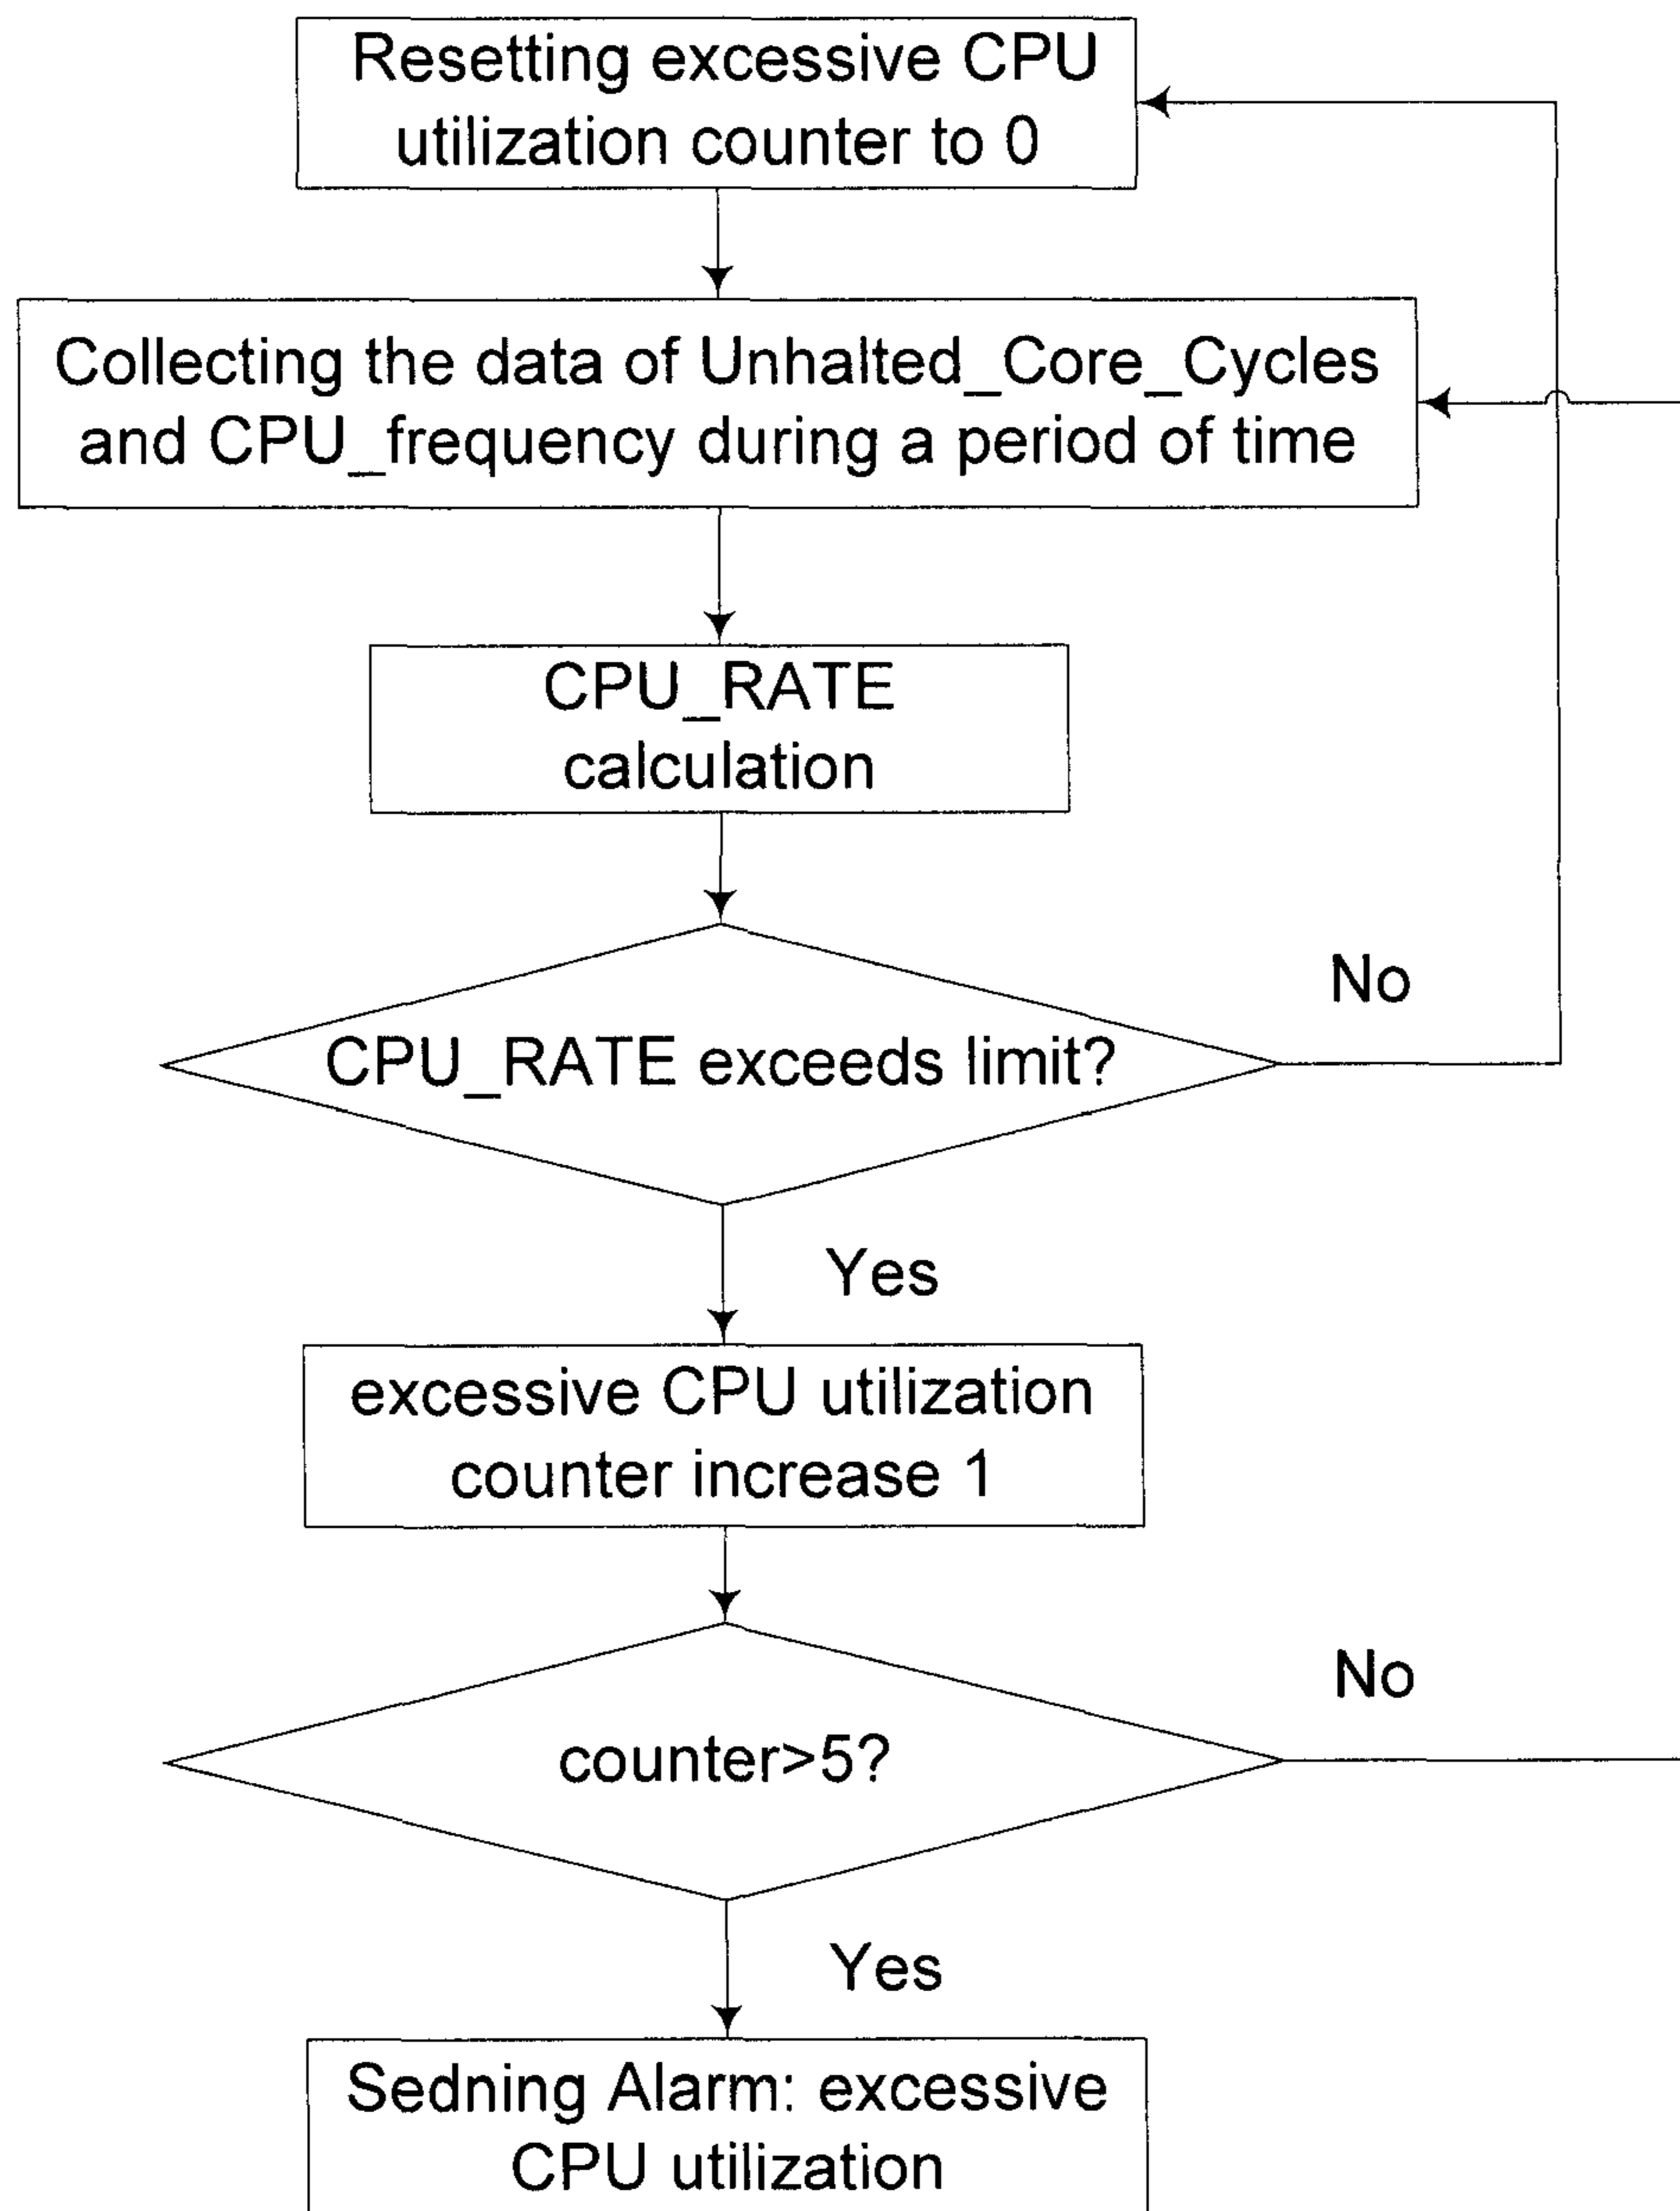 Resetting excessive CPU
utilization counter to 0
Collecting the data of Unhalted_Core_Cycles
and CPU_frequency during a period of time
CPU_RATE
calculation
No
CPU_RATE exceeds limit?
Yes
excessive CPU utilization
counter increase 1
No
counter>5?
Yes
Sedning Alarm: excessive
CPU utilization